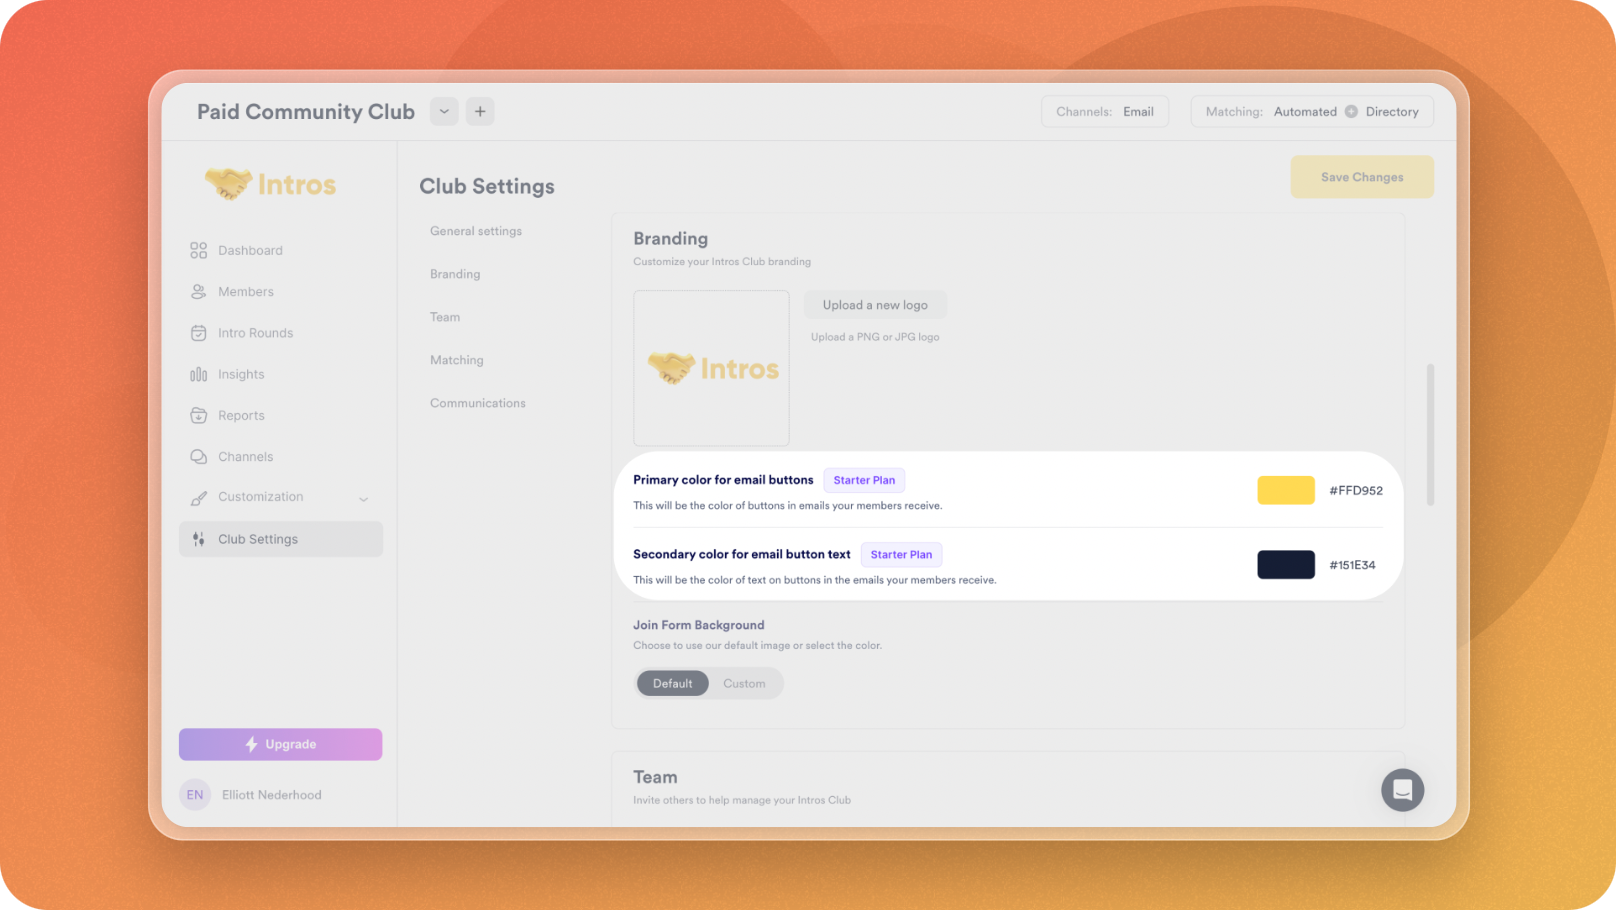 Paid Community Club
Channels: Email
Matching: Automated Directory
Intros
Dashboard
Members
Intro Rounds
Insights
Reports
Channels
Customization
Club Settings
Upgrade
EN Elliott Nederhood
Club Settings
Save Changes
General settings
Branding
Team
Matching
Communications
Branding
Customize your Intros Club branding
Intros
Upload a new logo
Upload a PNG or JPG logo
Primary color for email buttons Starter Plan
This will be the color of buttons in emails your members receive.
#FFD952
Secondary color for email button text Starter Plan
This will be the color of text on buttons in the emails your members receive.
#151E34
Join Form Background
Choose to use our default image or select the color.
Default Custom
Team
Invite others to help manage your Intros Club